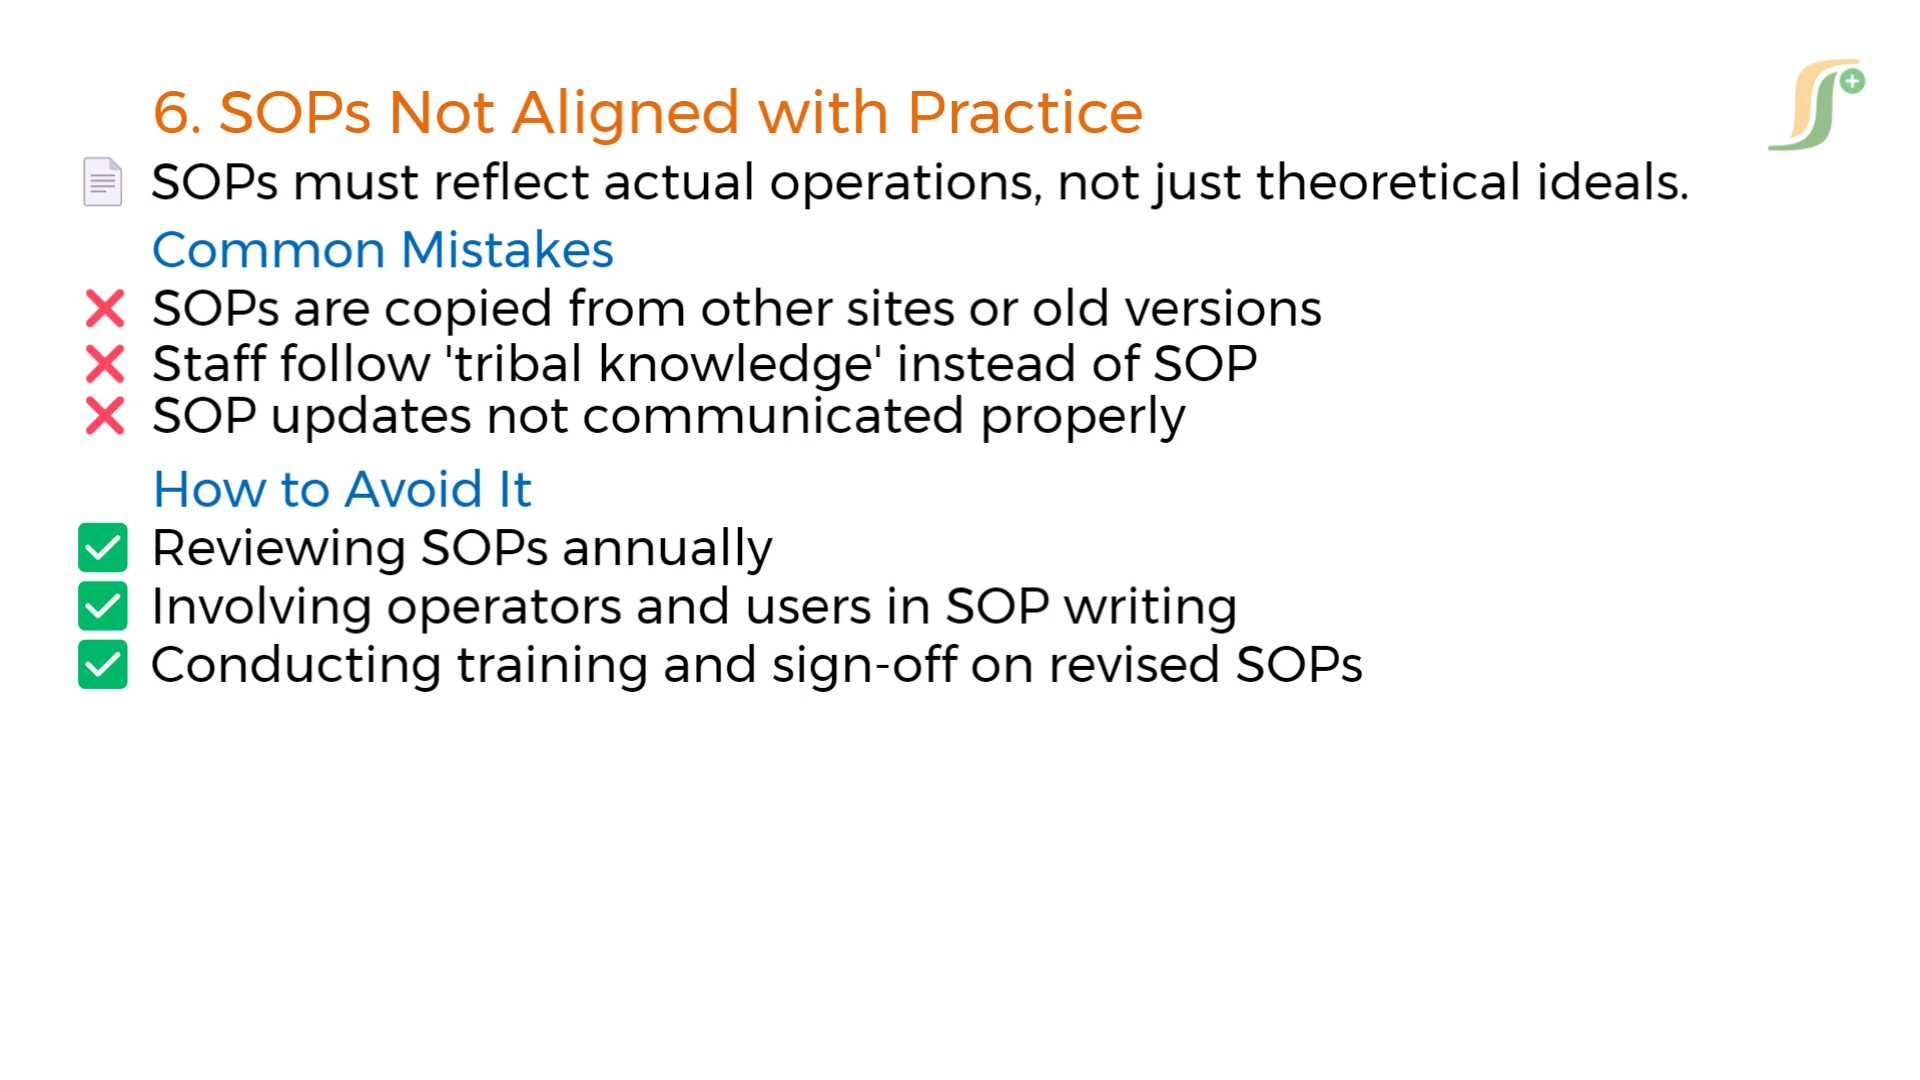 6. SOPs Not Aligned with Practice
SOPs must reflect actual operations, not just theoretical ideals.
Common Mistakes
SOPs are copied from other sites or old versions
Staff follow 'tribal knowledge' instead of SOP
SOP updates not communicated properly
How to Avoid It
Reviewing SOPs annually
Involving operators and users in SOP writing
Conducting training and sign-off on revised SOPs